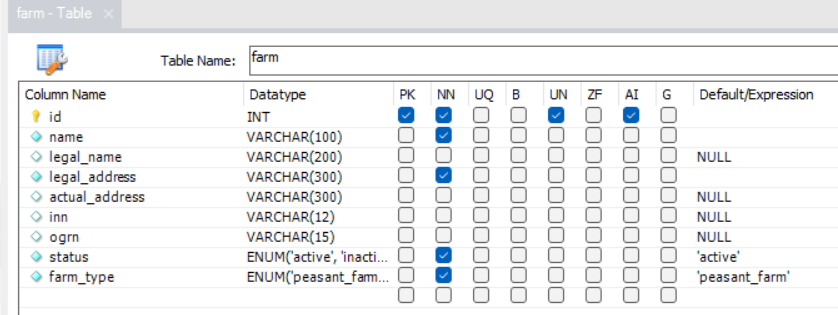 farm - Table ×
Table Name: farm
Column Name Datatype PK NN UQ B UN ZF AI G Default/Expression
id INT
name VARCHAR(100)
legal_name VARCHAR(200) NULL
legal_address VARCHAR(300)
actual_address VARCHAR(300) NULL
inn VARCHAR(12) NULL
ogrn VARCHAR(15) NULL
status ENUM('active', 'inacti... 'active'
farm_type ENUM('peasant_fam... 'peasant_farm'